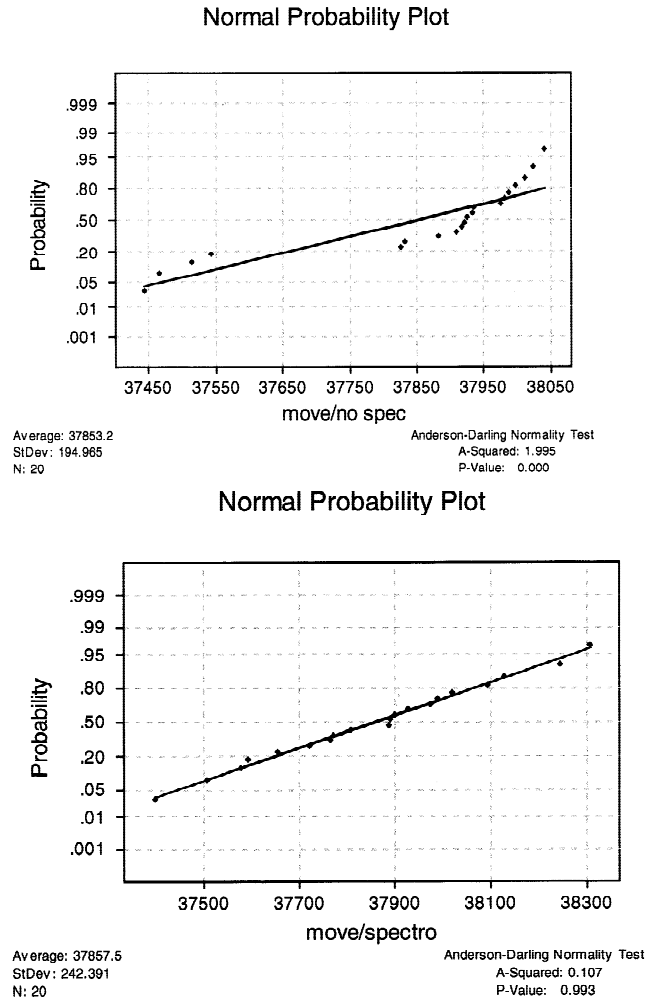 Normal Probability Plot
.999
.99
.95
.80
.50
.20
.05
.01
.001
Probability
37450 37550 37650 37750 37850 37950 38050
move/no spec
Average: 37853.2
StDev: 194.965
N: 20
Anderson-Darling Normality Test
A-Squared: 1.995
P-Value: 0.000
Normal Probability Plot
.999
.99
.95
.80
.50
.20
.05
.01
.001
Probability
37500 37700 37900 38100 38300
move/spectro
Average: 37857.5
StDev: 242.391
N: 20
Anderson-Darling Normality Test
A-Squared: 0.107
P-Value: 0.993